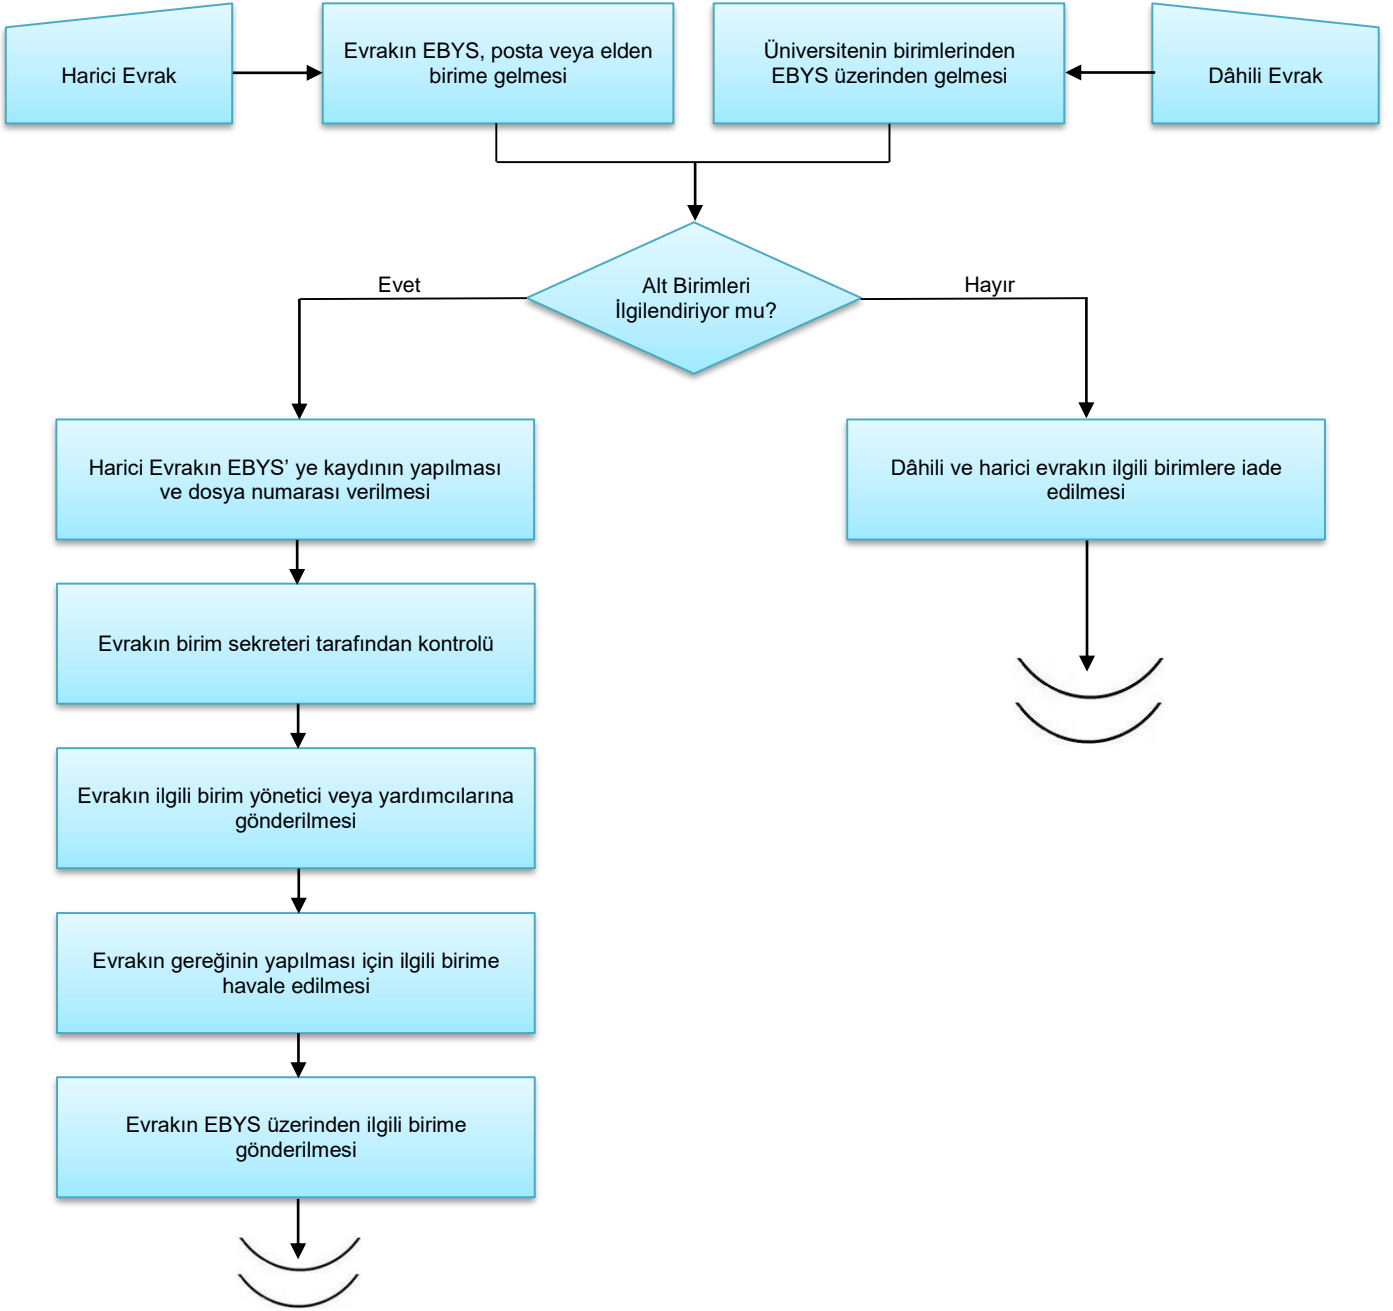 Harici Evrak
Evrakın EBYS, posta veya elden
birime gelmesi
Üniversitenin birimlerinden
EBYS üzerinden gelmesi
Dâhili Evrak
Alt Birimleri
İlgilendiriyor mu?
Evet
Hayır
Harici Evrakın EBYS’ ye kaydının yapılması
ve dosya numarası verilmesi
Dâhili ve harici evrakın ilgili birimlere iade
edilmesi
Evrakın birim sekreteri tarafından kontrolü
Evrakın ilgili birim yönetici veya yardımcılarına
gönderilmesi
Evrakın gereğinin yapılması için ilgili birime
havale edilmesi
Evrakın EBYS üzerinden ilgili birime
gönderilmesi